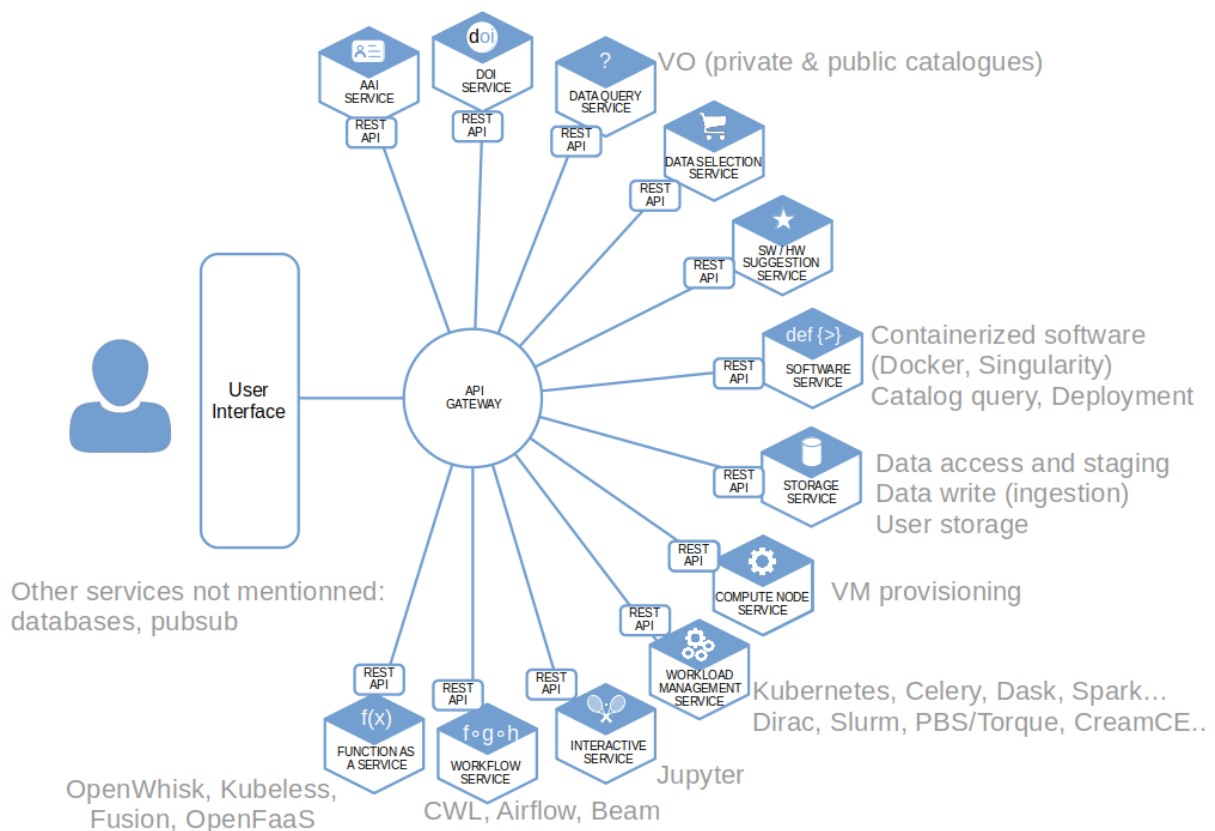 doi
AAI
SERVICE
REST
API
DOI
SERVICE
REST
API
?
DATA QUERY
SERVICE
REST
API
VO (private & public catalogues)
DATA SELECTION
SERVICE
REST
API
SW / HW
SUGGESTION
SERVICE
REST
API
def {>}
SOFTWARE
SERVICE
REST
API
Containerized software
(Docker, Singularity)
Catalog query, Deployment
User
Interface
API
GATEWAY
STORAGE
SERVICE
REST
API
Data access and staging
Data write (ingestion)
User storage
REST
API
COMPUTE NODE
SERVICE
VM provisioning
Other services not mentionned:
databases, pubsub
REST
API
WORKLOAD
MANAGEMENT
SERVICE
Kubernetes, Celery, Dask, Spark…
Dirac, Slurm, PBS/Torque, CreamCE..
REST
API
f(x)
FUNCTION AS
A SERVICE
OpenWhisk, Kubeless,
Fusion, OpenFaaS
REST
API
f∘g∘h
WORKFLOW
SERVICE
CWL, Airflow, Beam
REST
API
INTERACTIVE
SERVICE
Jupyter